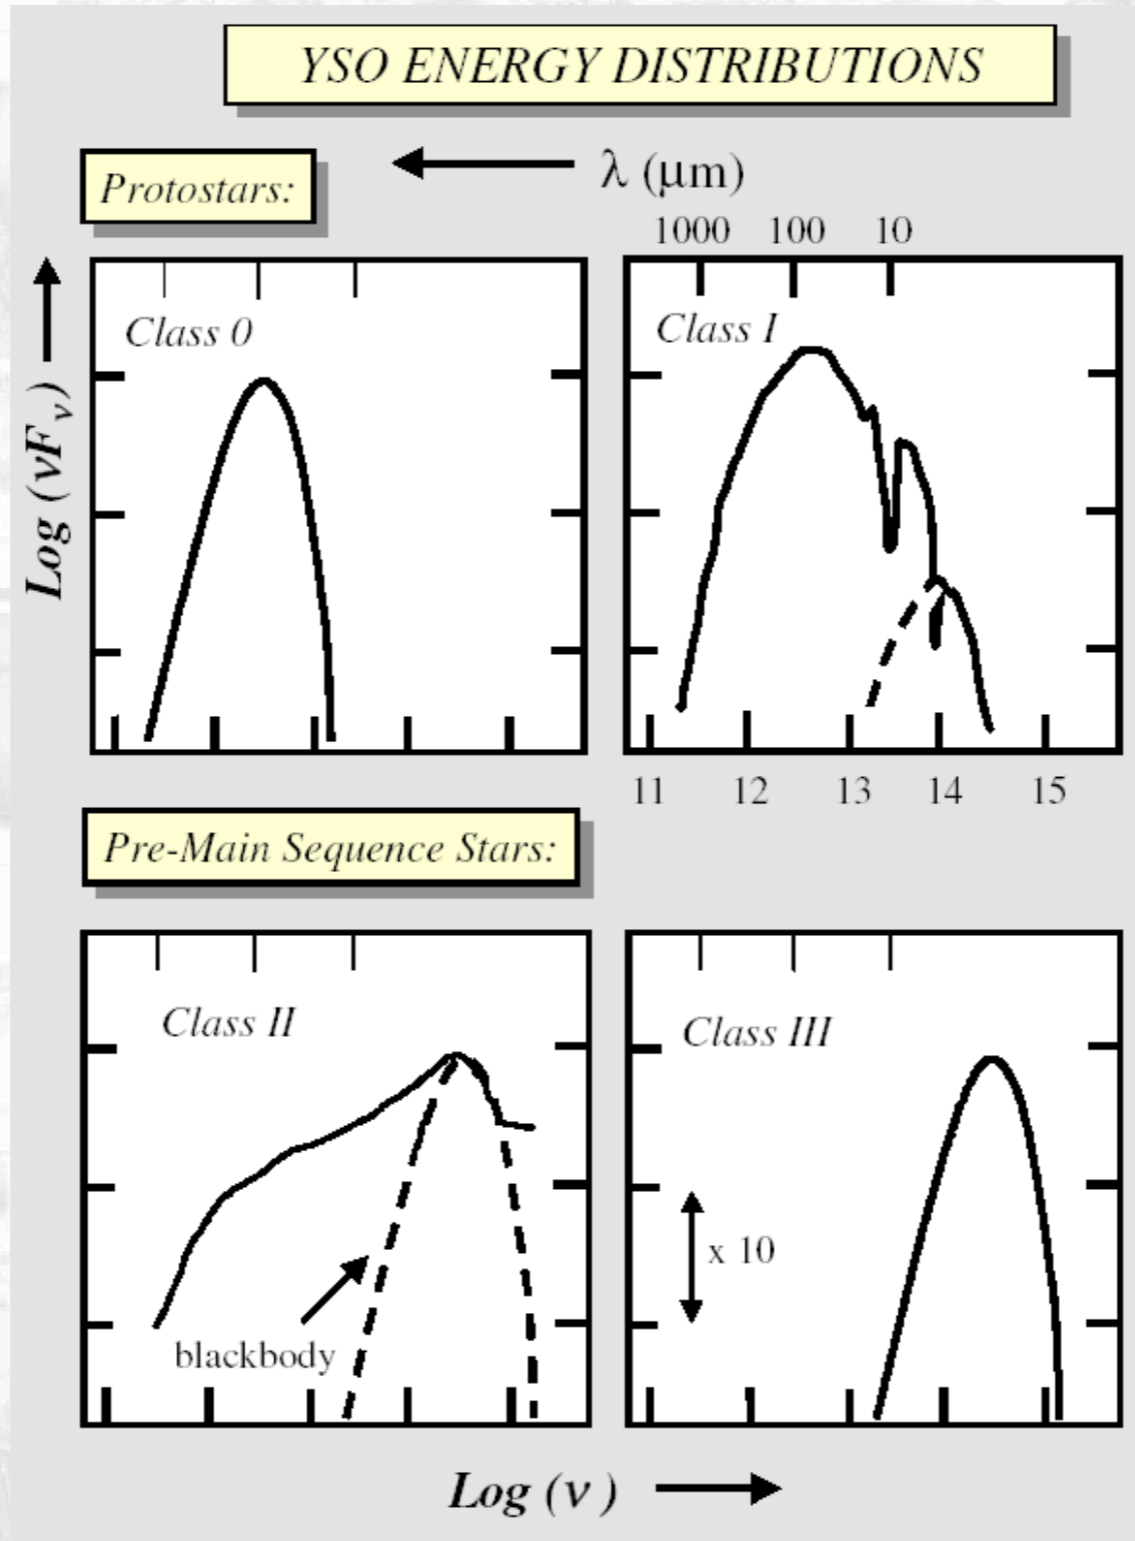 YSO ENERGY DISTRIBUTIONS
Protostars:
λ (μm)
1000 100 10
Class 0
Class I
Log (νFν)
11 12 13 14 15
Pre-Main Sequence Stars:
Class II
Class III
x 10
blackbody
Log (ν)